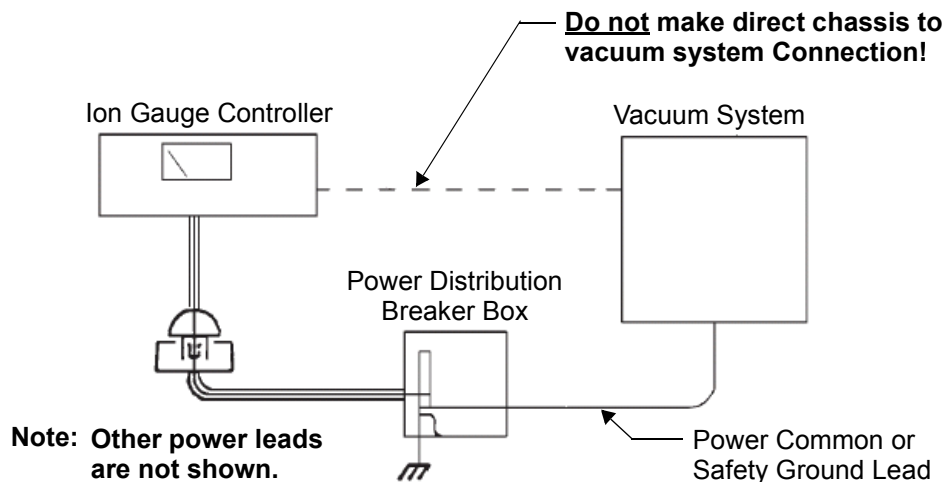 Do not make direct chassis to
vacuum system Connection!
Ion Gauge Controller
Vacuum System
Power Distribution
Breaker Box
Note: Other power leads
are not shown.
Power Common or
Safety Ground Lead